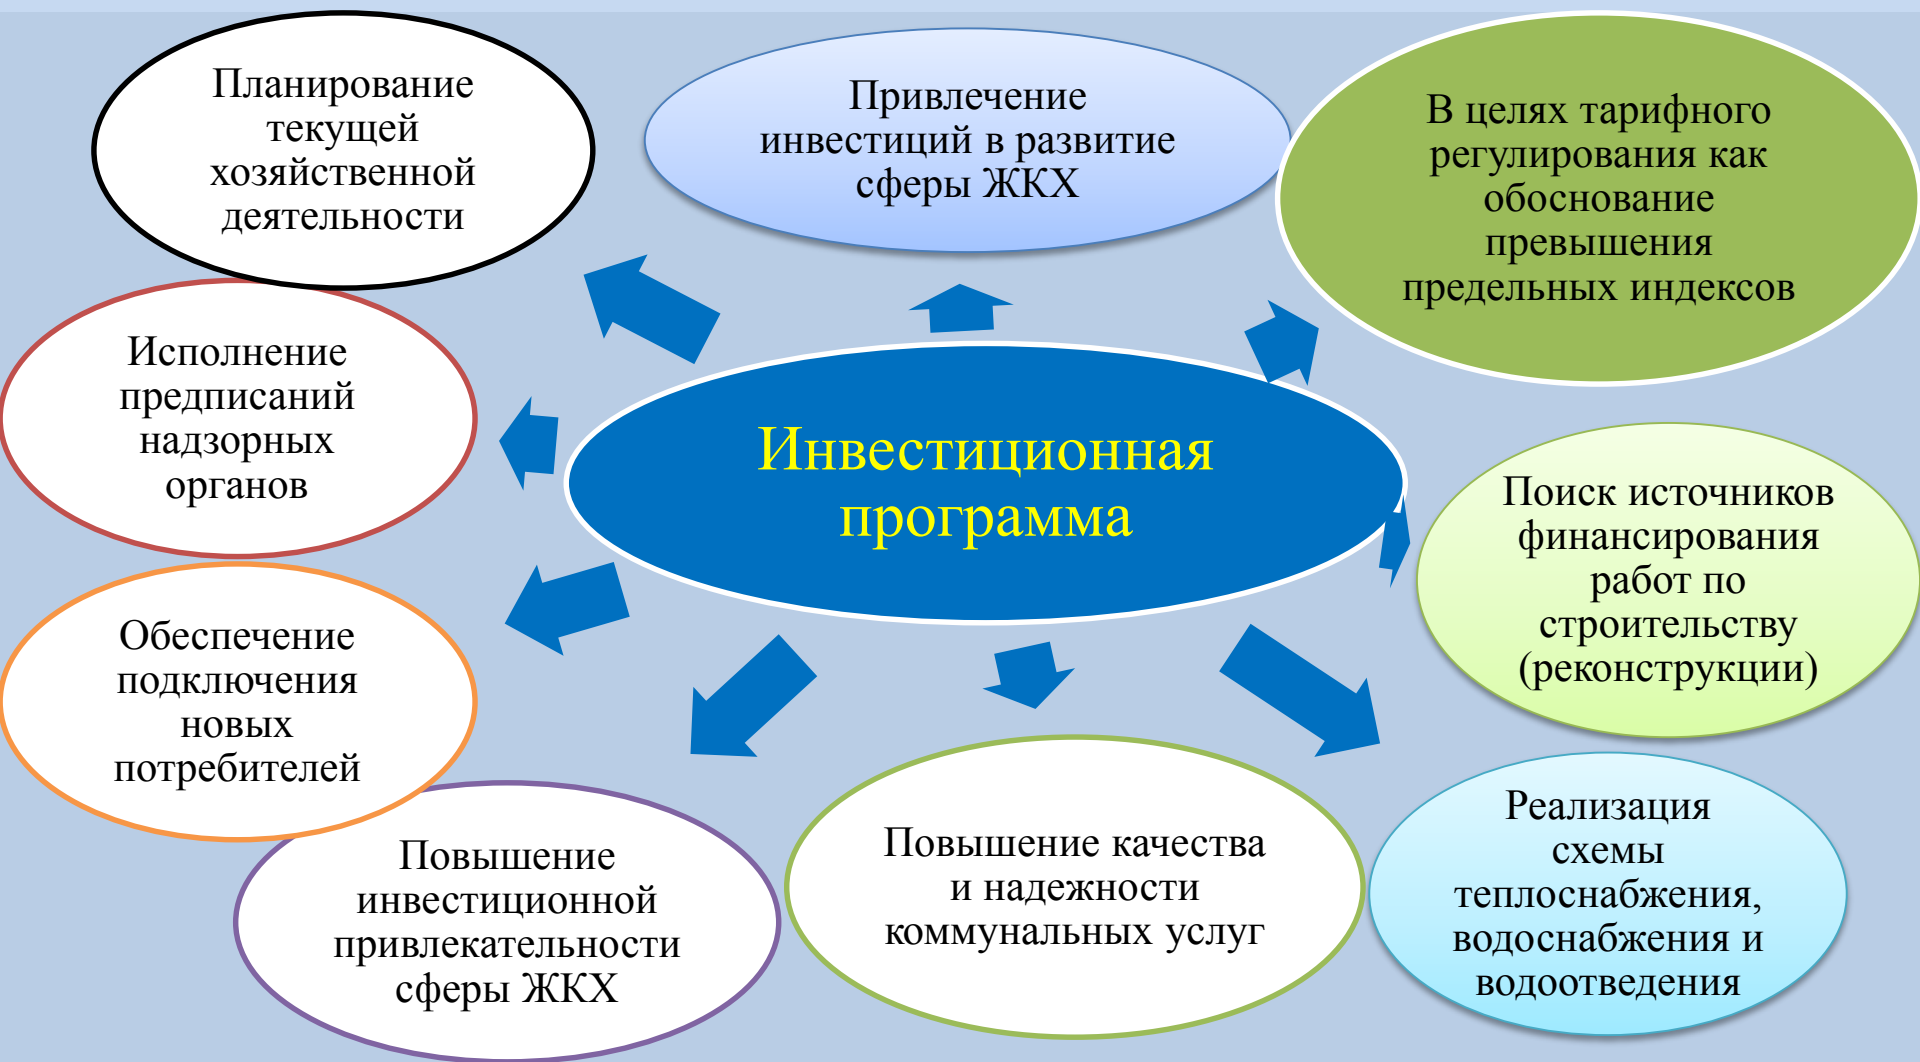 Планирование
текущей
хозяйственной
деятельности
Привлечение
инвестиций в развитие
сферы ЖКХ
В целях тарифного
регулирования как
обоснование
превышения
предельных индексов
Исполнение
предписаний
надзорных
органов
Инвестиционная
программа
Поиск источников
финансирования
работ по
строительству
(реконструкции)
Обеспечение
подключения
новых
потребителей
Повышение
инвестиционной
привлекательности
сферы ЖКХ
Повышение качества
и надежности
коммунальных услуг
Реализация
схемы
теплоснабжения,
водоснабжения и
водоотведения